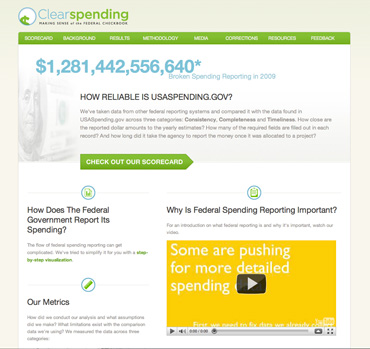 Clearspending
MAKING SENSE of the FEDERAL CHECKBOOK
SCORECARD BACKGROUND RESULTS METHODOLOGY MEDIA CORRECTIONS RESOURCES FEEDBACK
$1,281,442,556,640*
Broken Spending Reporting in 2009
HOW RELIABLE IS USASPENDING.GOV?
We've taken data from other federal reporting systems and compared it with the data found in
USASpending.gov across three categories: Consistency, Completeness and Timeliness. How close are
the reported dollar amounts to the yearly estimates? How many of the required fields are filled out in each
record? And how long did it take the agency to report the money once it was allocated to a project?
CHECK OUT OUR SCORECARD
How Does The Federal
Government Report Its
Spending?
The flow of federal spending reporting can get
complicated. We've tried to simplify it for you with a step-
by-step visualization.
Our Metrics
How did we conduct our analysis and what assumptions
did we make? What limitations exist with the comparison
data we're using? We measured the data across three
categories:
Why Is Federal Spending Reporting Important?
For an introduction on what federal reporting is and why it's important, watch our
video.
Some are pushing
for more detailed
spending
First, we need to fix data we already
YouTube